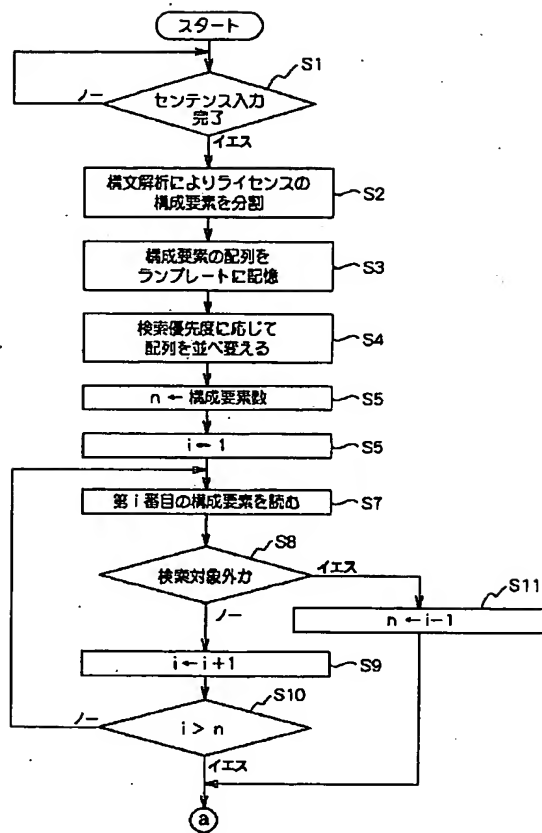 スタート
S1
センテンス入力
完了
ノー
イエス
構文解析によりライセンスの
構成要素を分割
S2
構成要素の配列を
ランプレートに記憶
S3
検索優先度に応じて
配列を並べ変える
S4
n ← 構成要素数
S5
i ← 1
S5
第 i 番目の構成要素を読む
S7
S8
検索対象外か
イエス
ノー
S11
n ← i-1
i ← i+1
S9
S10
i > n
ノー
イエス
a